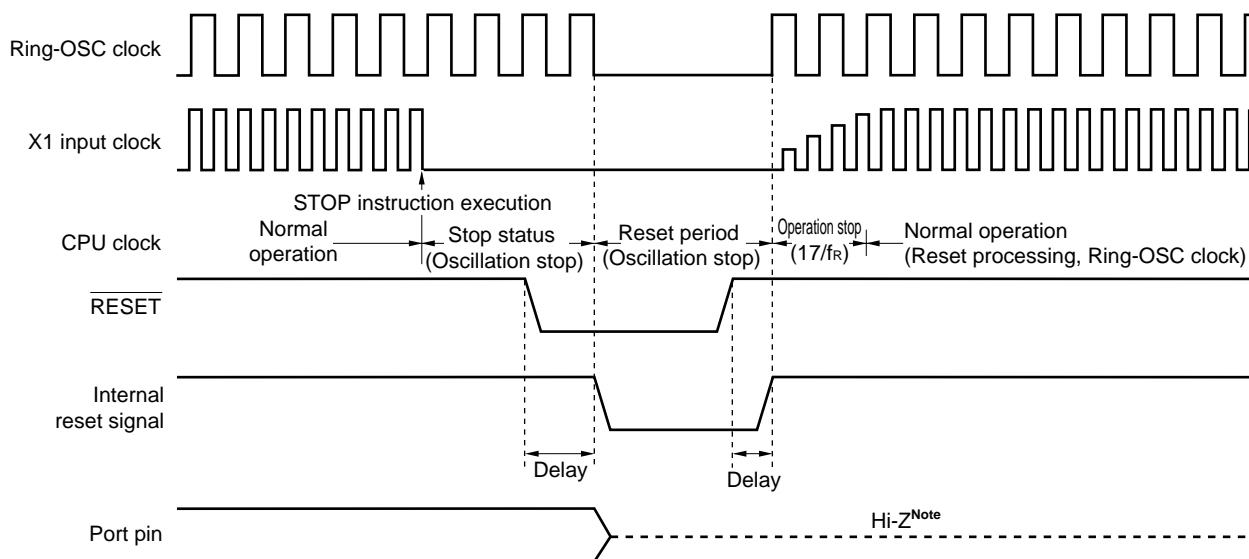 Ring-OSC clock
X1 input clock
STOP instruction execution
CPU clock
Normal
operation
Stop status
(Oscillation stop)
Reset period
(Oscillation stop)
Operation stop
(17/fR)
Normal operation
(Reset processing, Ring-OSC clock)
RESET
Internal
reset signal
Delay
Delay
Port pin
Hi-ZNote